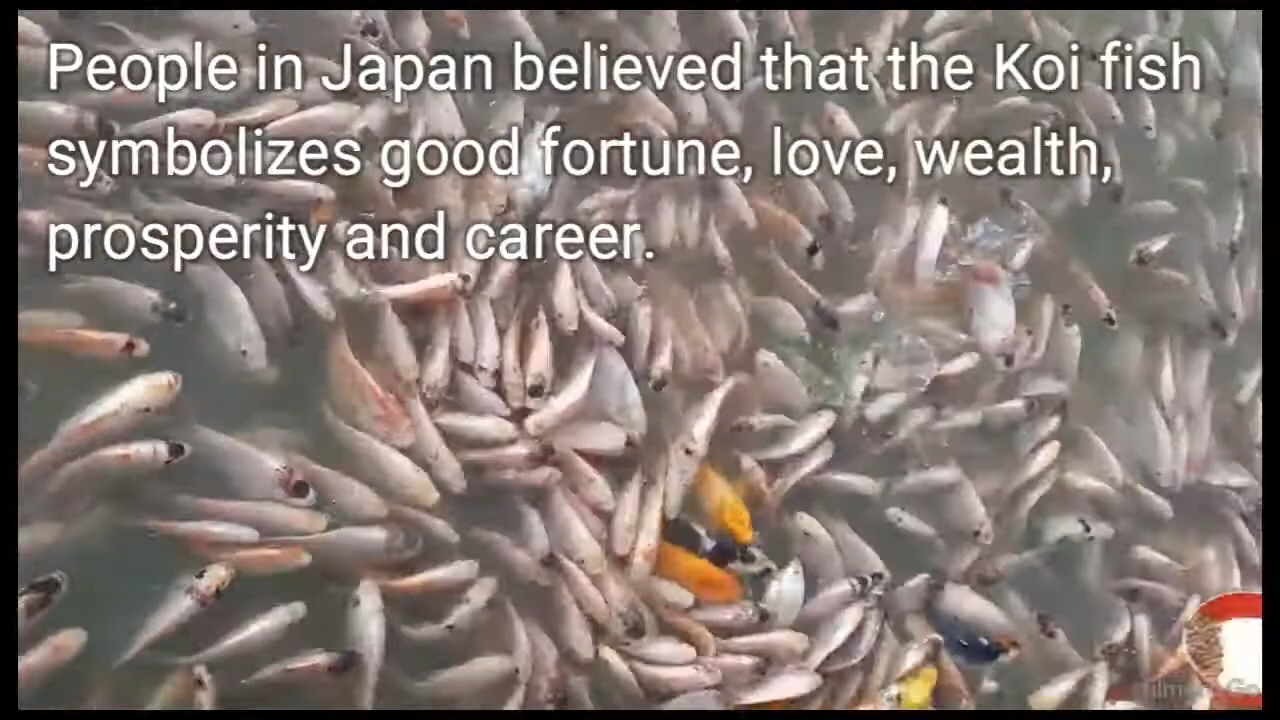 People in Japan believed that the Koi fish
symbolizes good fortune, love, wealth,
prosperity and career.